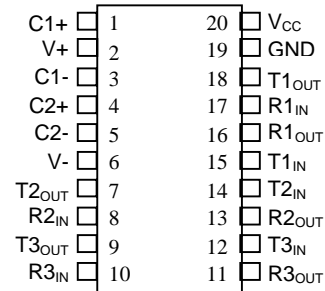 C1+ 1 20 VCC
V+ 2 19 GND
C1- 3 18 T1OUT
C2+ 4 17 R1IN
C2- 5 16 R1OUT
V- 6 15 T1IN
T2OUT 7 14 T2IN
R2IN 8 13 R2OUT
T3OUT 9 12 T3IN
R3IN 10 11 R3OUT